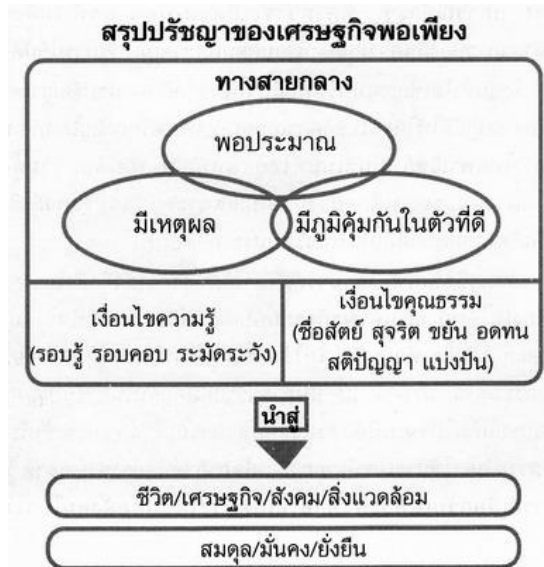 สรุปปรัชญาของเศรษฐกิจพอเพียง
ทางสายกลาง
พอประมาณ
มีเหตุผล
มีภูมิคุ้มกันในตัวที่ดี
เงื่อนไขความรู้
(รอบรู้ รอบคอบ ระมัดระวัง)
เงื่อนไขคุณธรรม
(ซื่อสัตย์ สุจริต ขยัน อดทน
สติปัญญา แบ่งปัน)
นำสู่
ชีวิต/เศรษฐกิจ/สังคม/สิ่งแวดล้อม
สมดุล/มั่นคง/ยั่งยืน